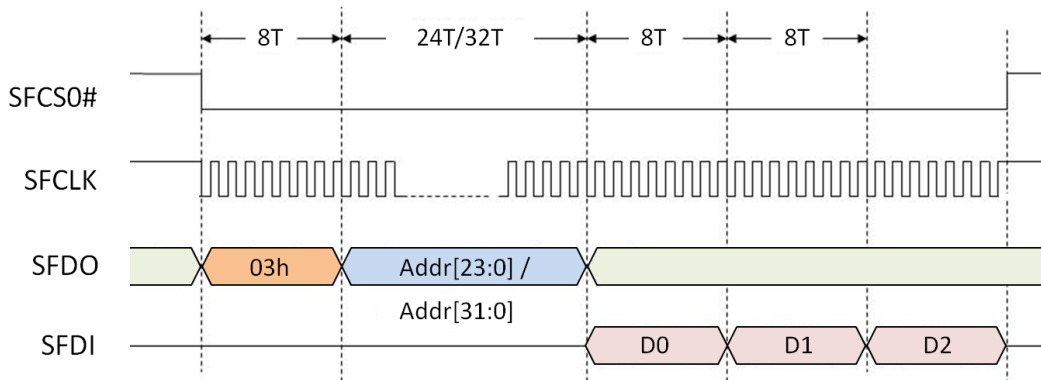 8T 24T/32T 8T 8T
SFCS0#
SFCLK
SFDO 03h Addr[23:0] /
Addr[31:0]
SFDI D0 D1 D2